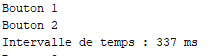 Bouton 1
Bouton 2
Intervalle de temps : 337 ms